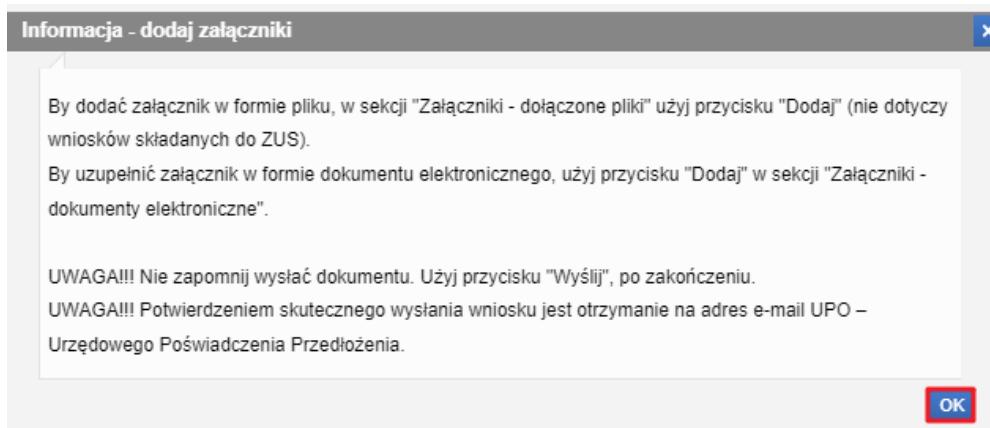 Informacja - dodaj załączniki
By dodać załącznik w formie pliku, w sekcji "Załączniki - dołączone pliki" użyj przycisku "Dodaj" (nie dotyczy
wniosków składanych do ZUS).
By uzupełnić załącznik w formie dokumentu elektronicznego, użyj przycisku "Dodaj" w sekcji "Załączniki -
dokumenty elektroniczne".
UWAGA!!! Nie zapomnij wysłać dokumentu. Użyj przycisku "Wyślij", po zakończeniu.
UWAGA!!! Potwierdzeniem skutecznego wysłania wniosku jest otrzymanie na adres e-mail UPO –
Urzędowego Poświadczenia Przedłożenia.
OK